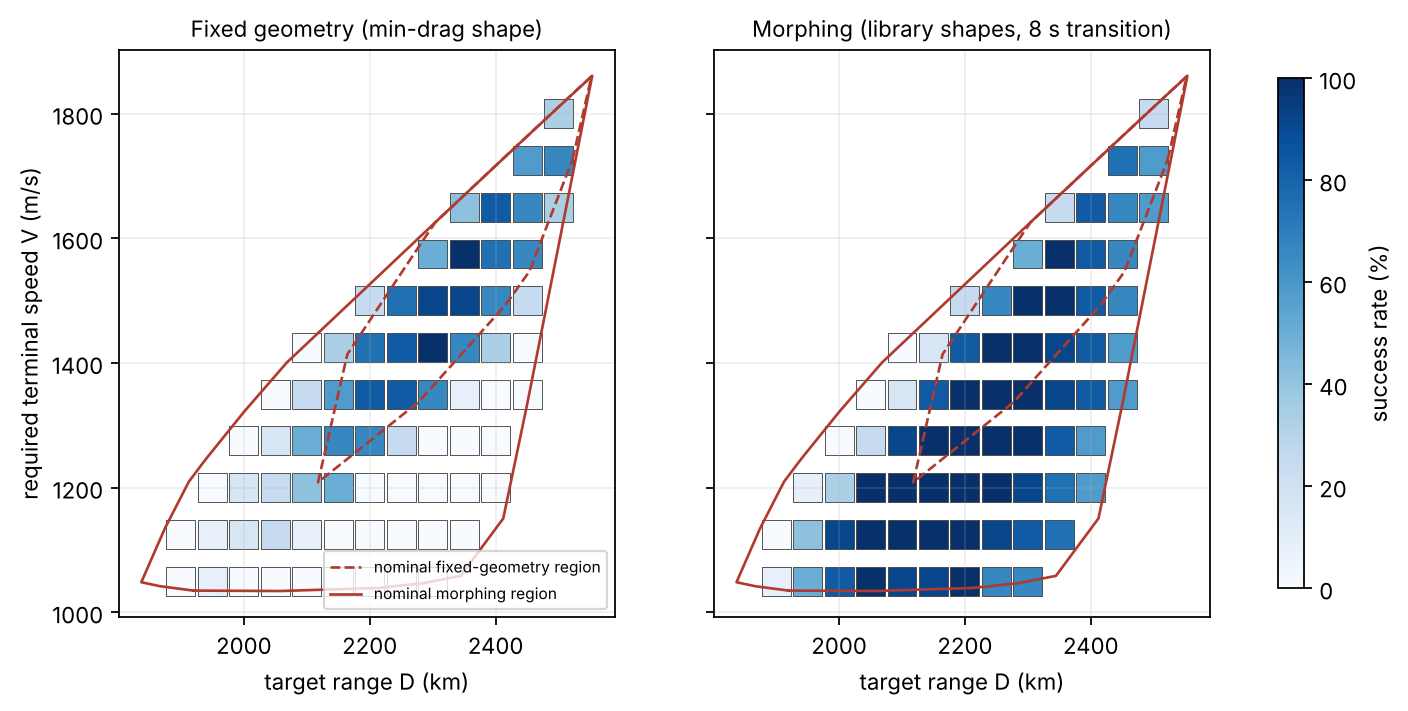 Fixed geometry (min-drag shape)
Morphing (library shapes, 8 s transition)
required terminal speed V (m/s)
1800
1600
1400
1200
1000
nominal fixed-geometry region
nominal morphing region
2000
2200
2400
target range D (km)
2000
2200
2400
target range D (km)
100
80
60
40
20
0
success rate (%)